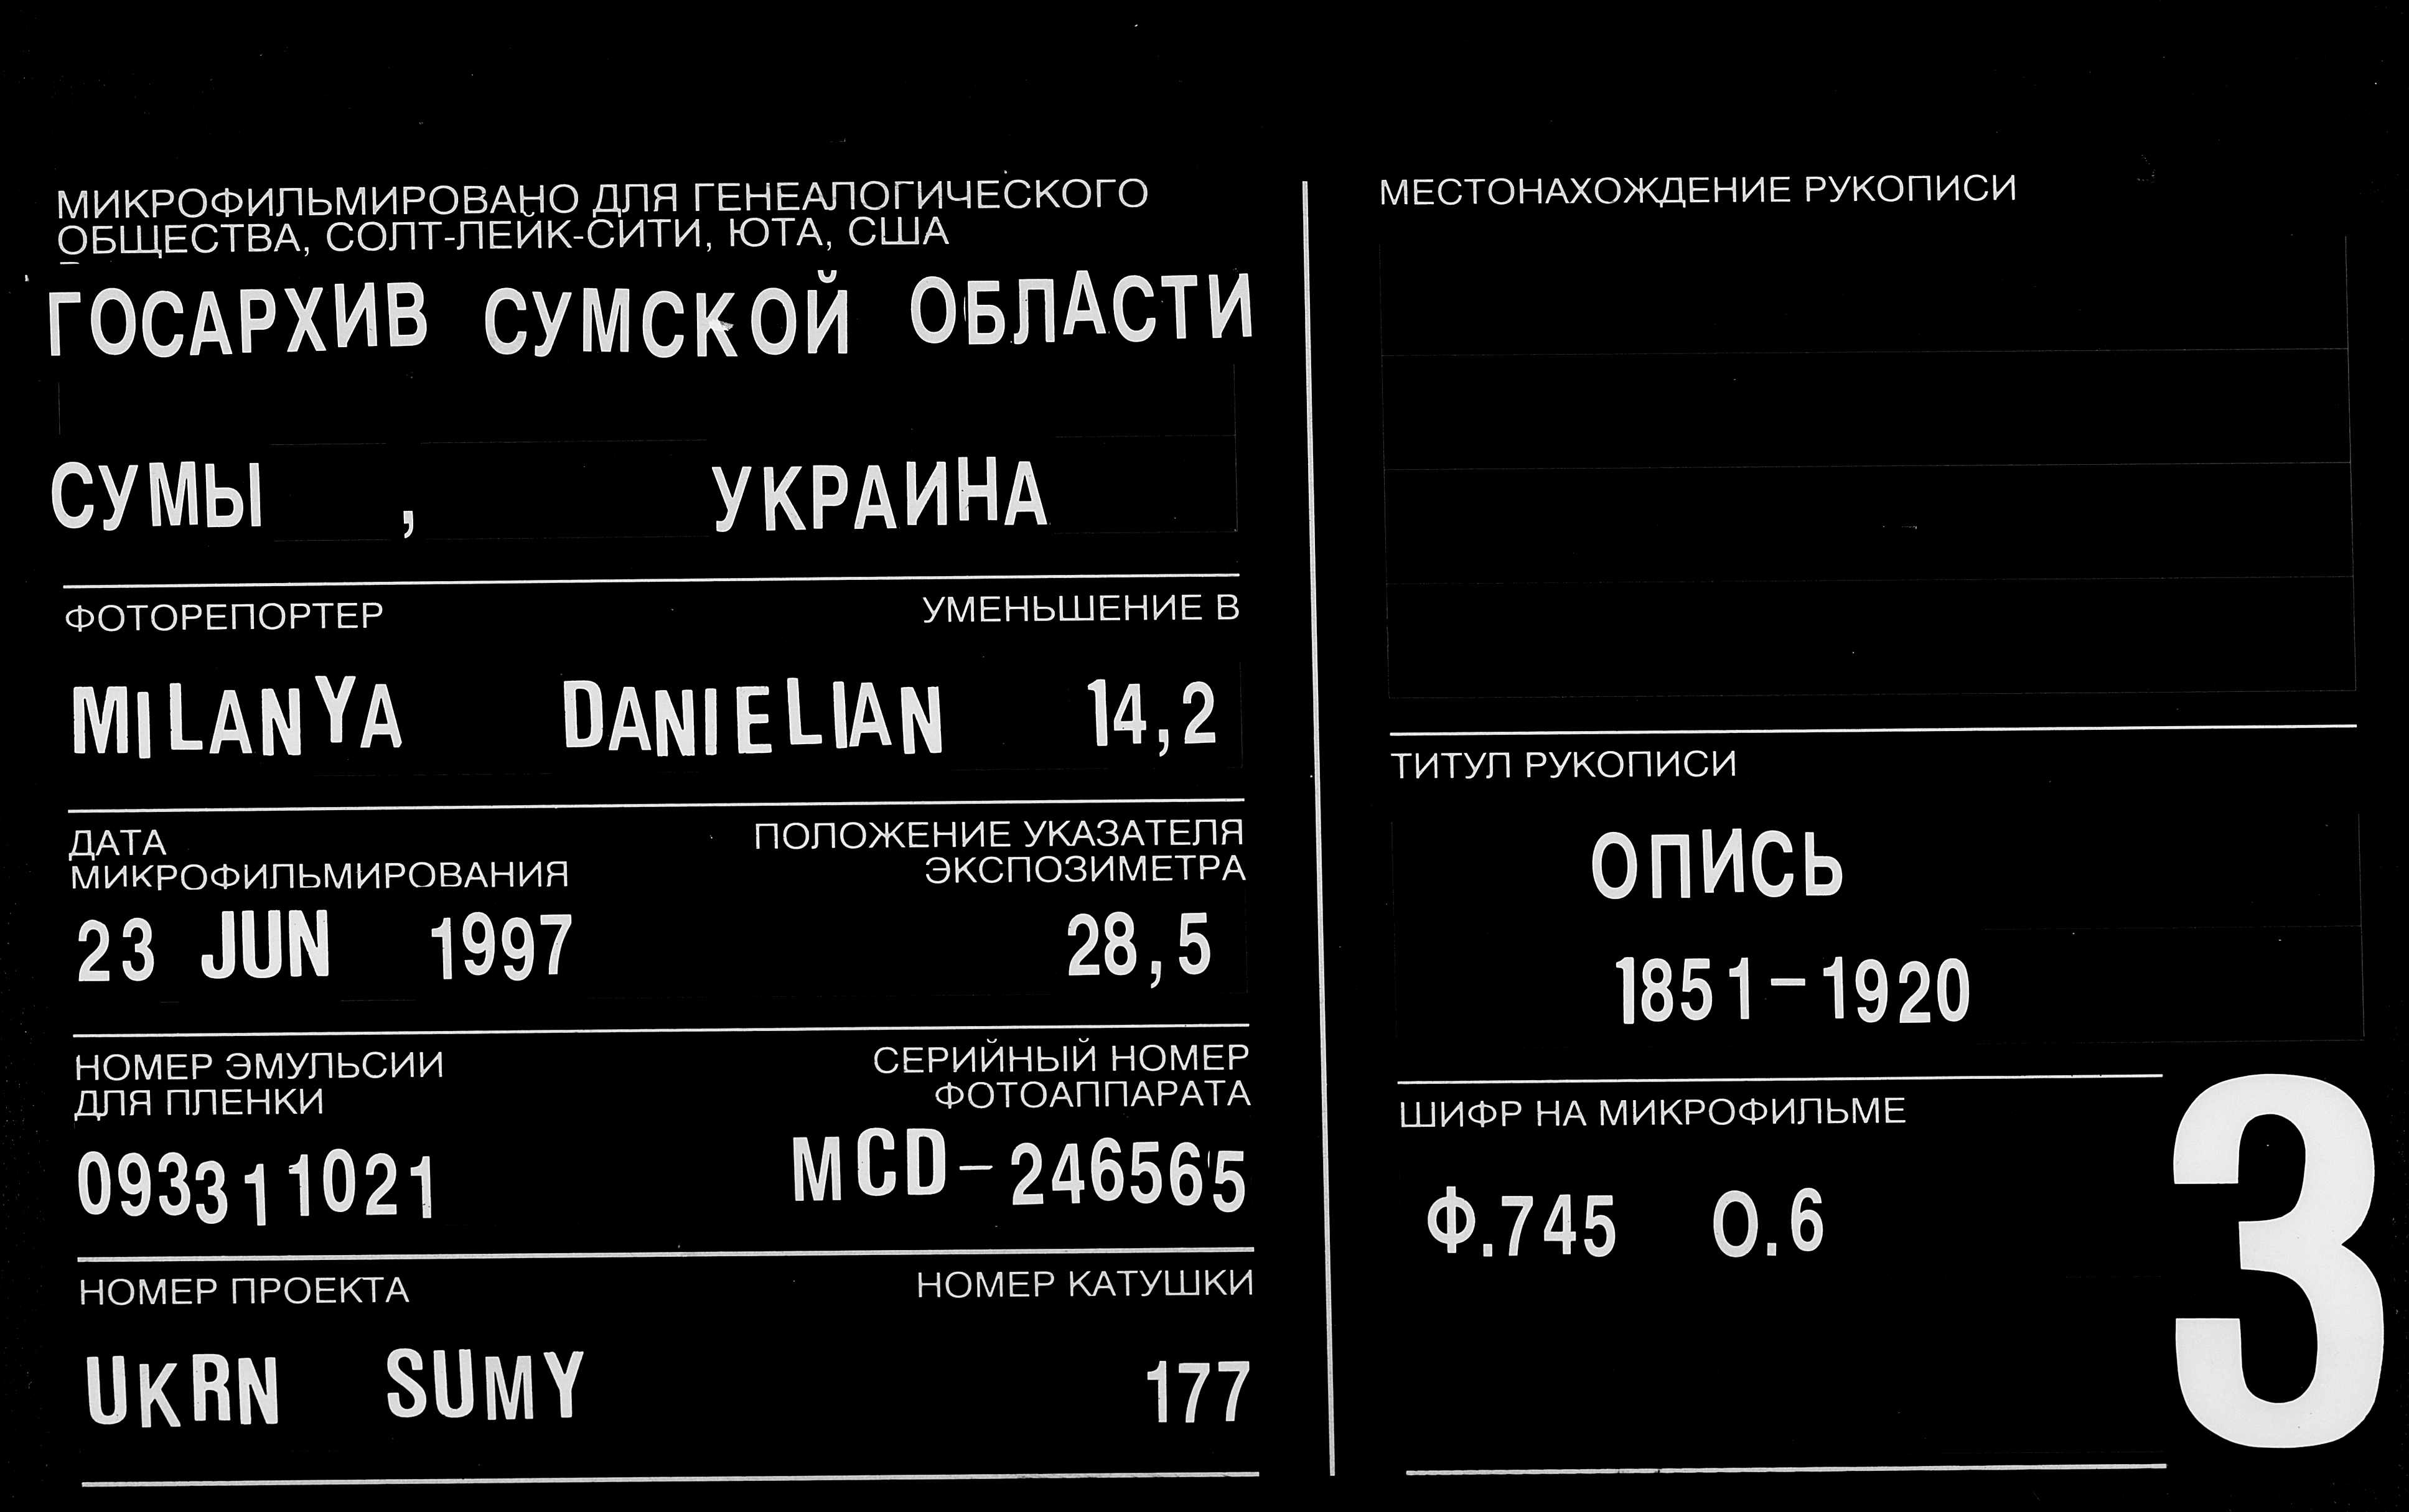 МИКРОФИЛЬМИРОВАНО ДЛЯ ГЕНЕАЛОГИЧЕСКОГО
ОБЩЕСТВА, СОЛТ-ЛЕЙК-СИТИ, ЮТА, США
ГОСАРХИВ СУМСКОЙ ОБЛАСТИ
СУМЫ , УКРАИНА
ФОТОРЕПОРТЕР УМЕНЬШЕНИЕ В
MILANYA DANIELIAN 14,2
ДАТА
МИКРОФИЛЬМИРОВАНИЯ
ПОЛОЖЕНИЕ УКАЗАТЕЛЯ
ЭКСПОЗИМЕТРА
23 JUN 1997 28,5
НОМЕР ЭМУЛЬСИИ
ДЛЯ ПЛЕНКИ
СЕРИЙНЫЙ НОМЕР
ФОТОАППАРАТА
093311021 MCD-246565
НОМЕР ПРОЕКТА НОМЕР КАТУШКИ
UKRN SUMY 177
МЕСТОНАХОЖДЕНИЕ РУКОПИСИ
ТИТУЛ РУКОПИСИ
ОПИСЬ
1851-1920
ШИФР НА МИКРОФИЛЬМЕ
Ф.745 О.6
3